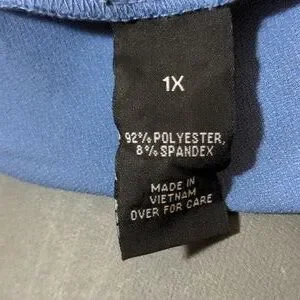 1X
92% POLYESTER,
8% SPANDEX
MADE IN
VIETNAM
OVER FOR CARE